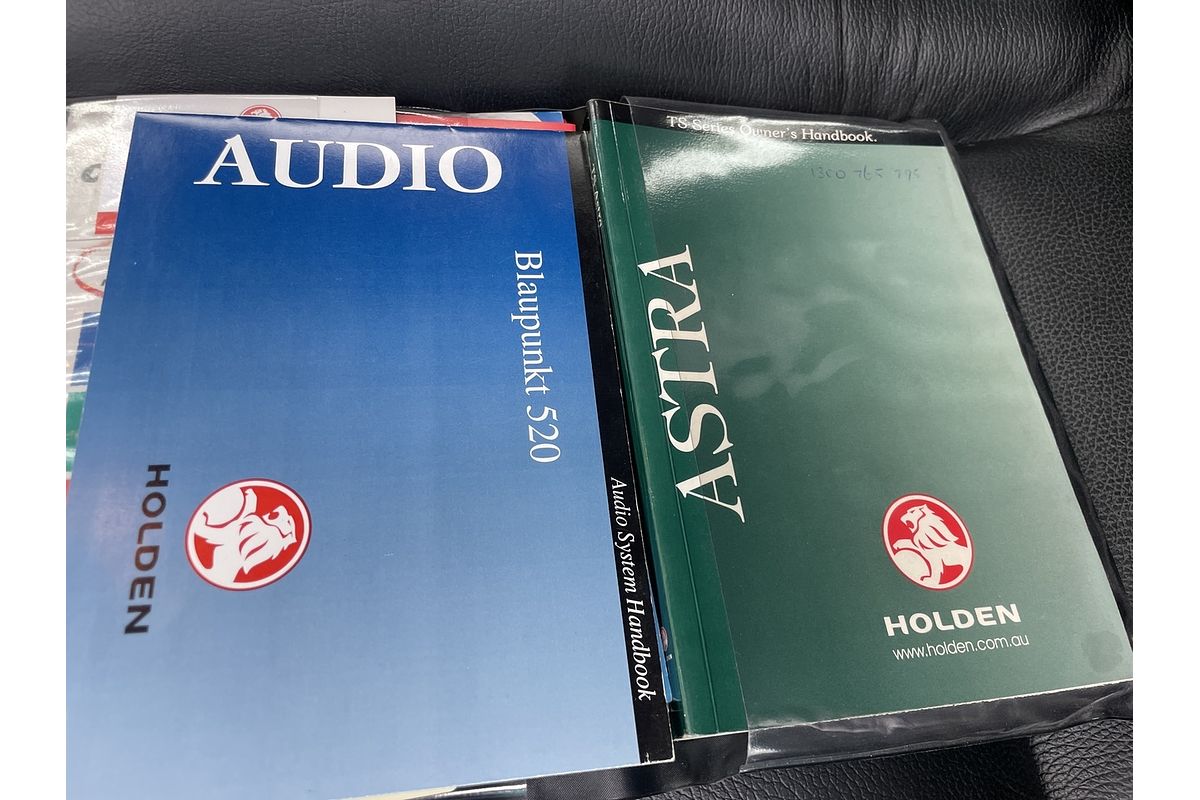 AUDIO
Blaupunkt 520
Audio System Handbook
HOLDEN
TS Series Owner's Handbook.
ASTRA
HOLDEN
www.holden.com.au